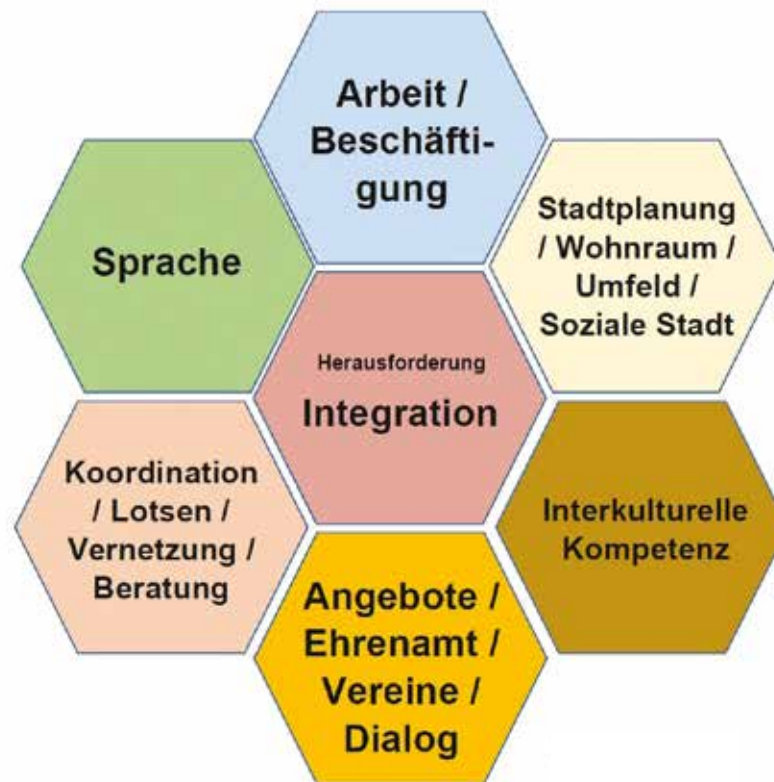 Arbeit /
Beschäfti-
gung
Sprache
Stadtplanung
/ Wohnraum /
Umfeld /
Soziale Stadt
Herausforderung
Integration
Koordination
/ Lotsen /
Vernetzung /
Beratung
Interkulturelle
Kompetenz
Angebote /
Ehrenamt /
Vereine /
Dialog